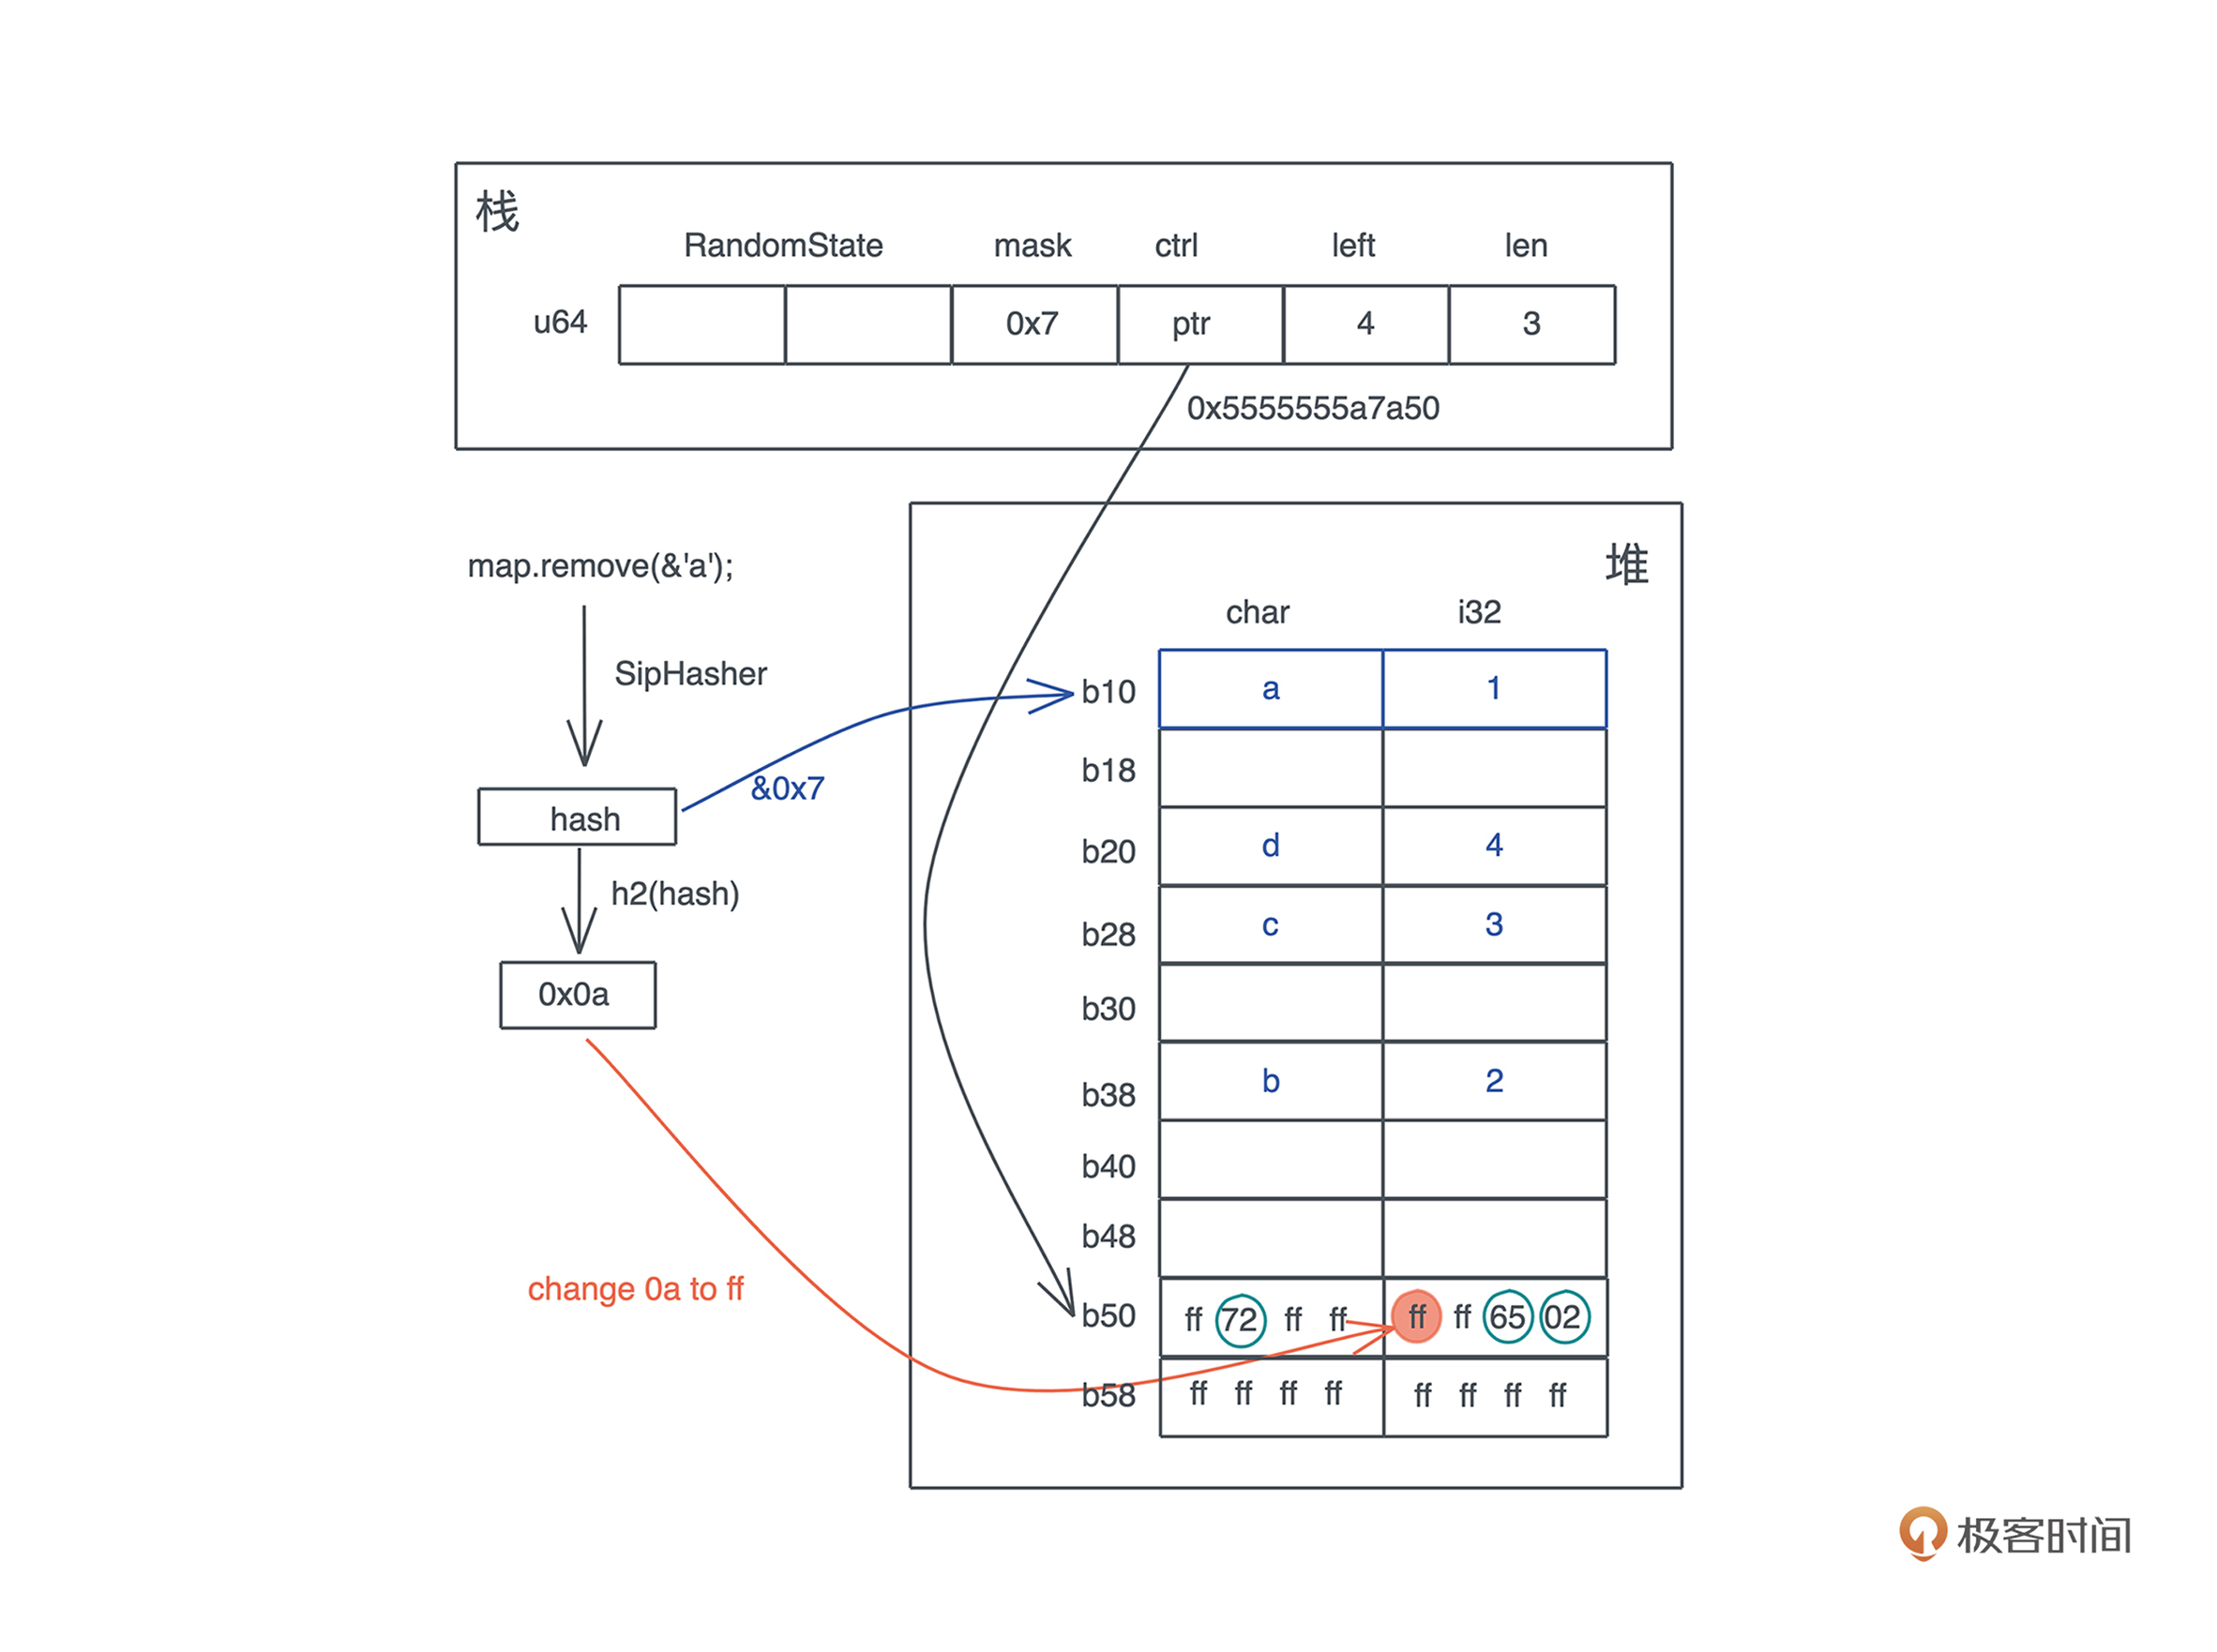 栈
RandomState mask ctrl left len
u64 0x7 ptr 4 3
0x5555555a7a50
map.remove(&'a');
SipHasher
hash
&0x7
h2(hash)
0x0a
change 0a to ff
堆
char i32
b10 a 1
b18
b20 d 4
b28 c 3
b30
b38 b 2
b40
b48
b50 ff 72 ff ff ff ff 65 02
b58 ff ff ff ff ff ff ff ff
极客时间